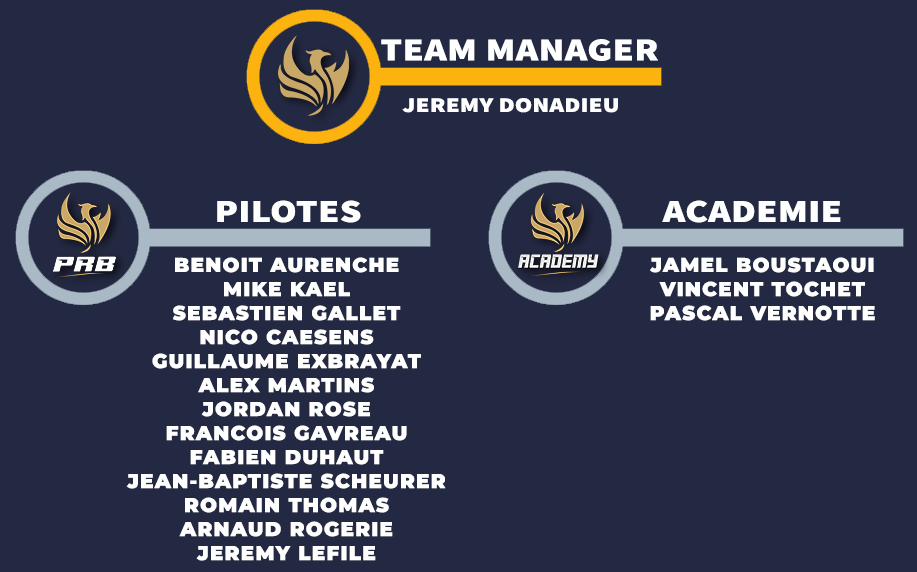 TEAM MANAGER
JEREMY DONADIEU
PILOTES
PRB
BENOIT AURENCHE
MIKE KAEL
SEBASTIEN GALLET
NICO CAESENS
GUILLAUME EXBRAYAT
ALEX MARTINS
JORDAN ROSE
FRANCOIS GAVREAU
FABIEN DUHAUT
JEAN-BAPTISTE SCHEURER
ROMAIN THOMAS
ARNAUD ROGERIE
JEREMY LEFILE
ACADEMIE
ACADEMY
JAMEL BOUSTAOUI
VINCENT TOCHET
PASCAL VERNOTTE